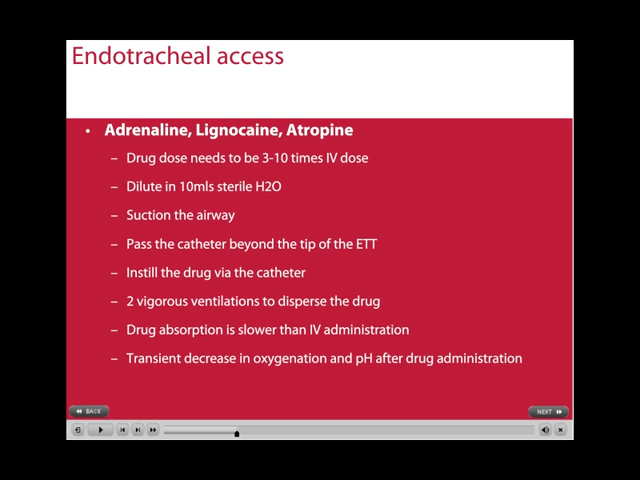 Endotracheal access
• Adrenaline, Lignocaine, Atropine
– Drug dose needs to be 3-10 times IV dose
– Dilute in 10mls sterile H2O
– Suction the airway
– Pass the catheter beyond the tip of the ETT
– Instill the drug via the catheter
– 2 vigorous ventilations to disperse the drug
– Drug absorption is slower than IV administration
– Transient decrease in oxygenation and pH after drug administration
BACK
NEXT